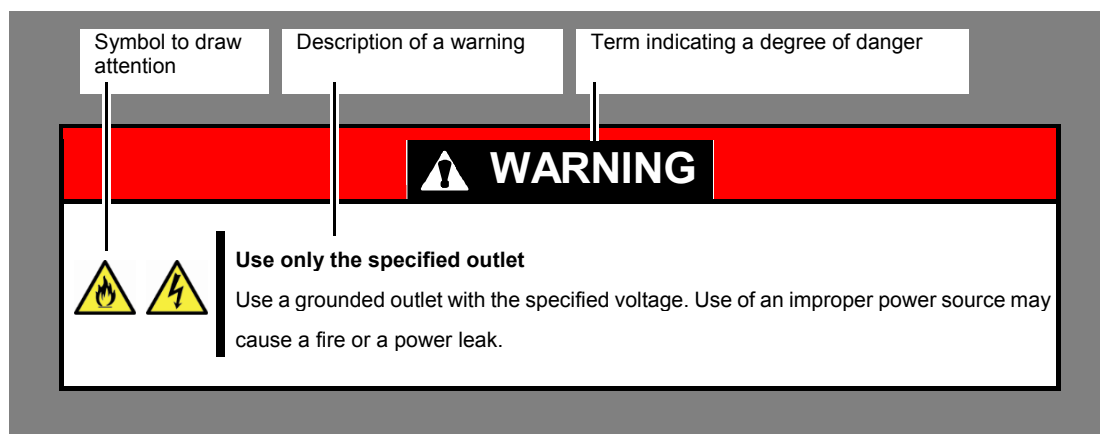 Symbol to draw
attention
Description of a warning
Term indicating a degree of danger
WARNING
Use only the specified outlet
Use a grounded outlet with the specified voltage. Use of an improper power source may
cause a fire or a power leak.